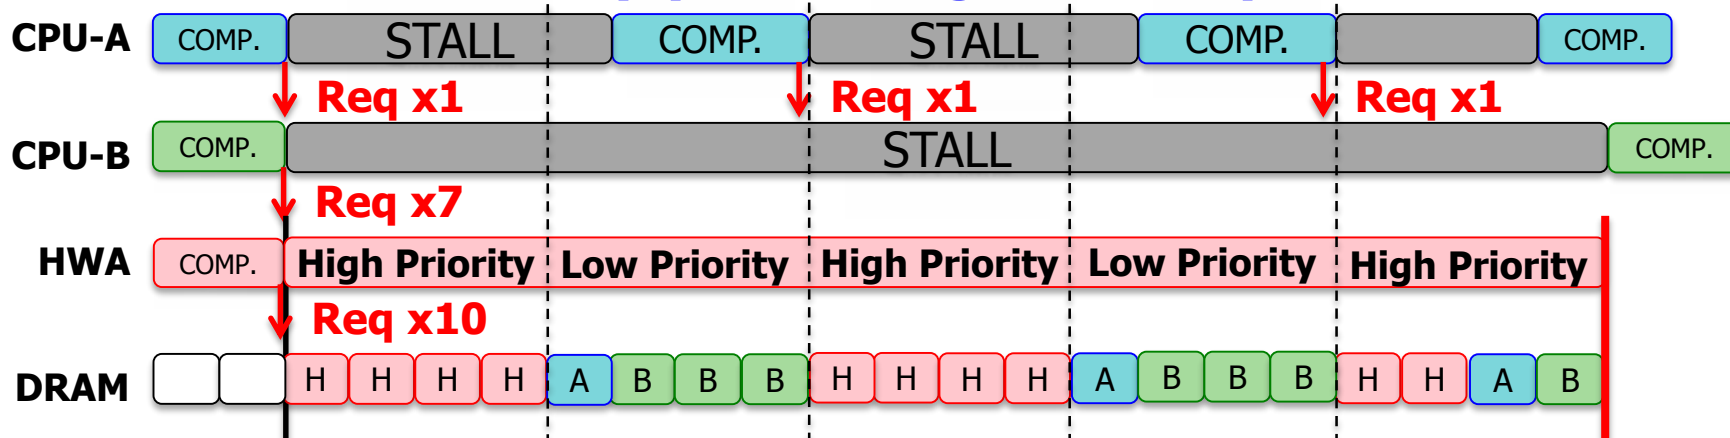 CPU-A COMP. STALL COMP. STALL COMP. COMP.
Req x1 Req x1 Req x1
CPU-B COMP. STALL COMP.
Req x7
HWA COMP. High Priority Low Priority High Priority Low Priority High Priority
Req x10
DRAM H H H H A B B B H H H H A B B B H H A B